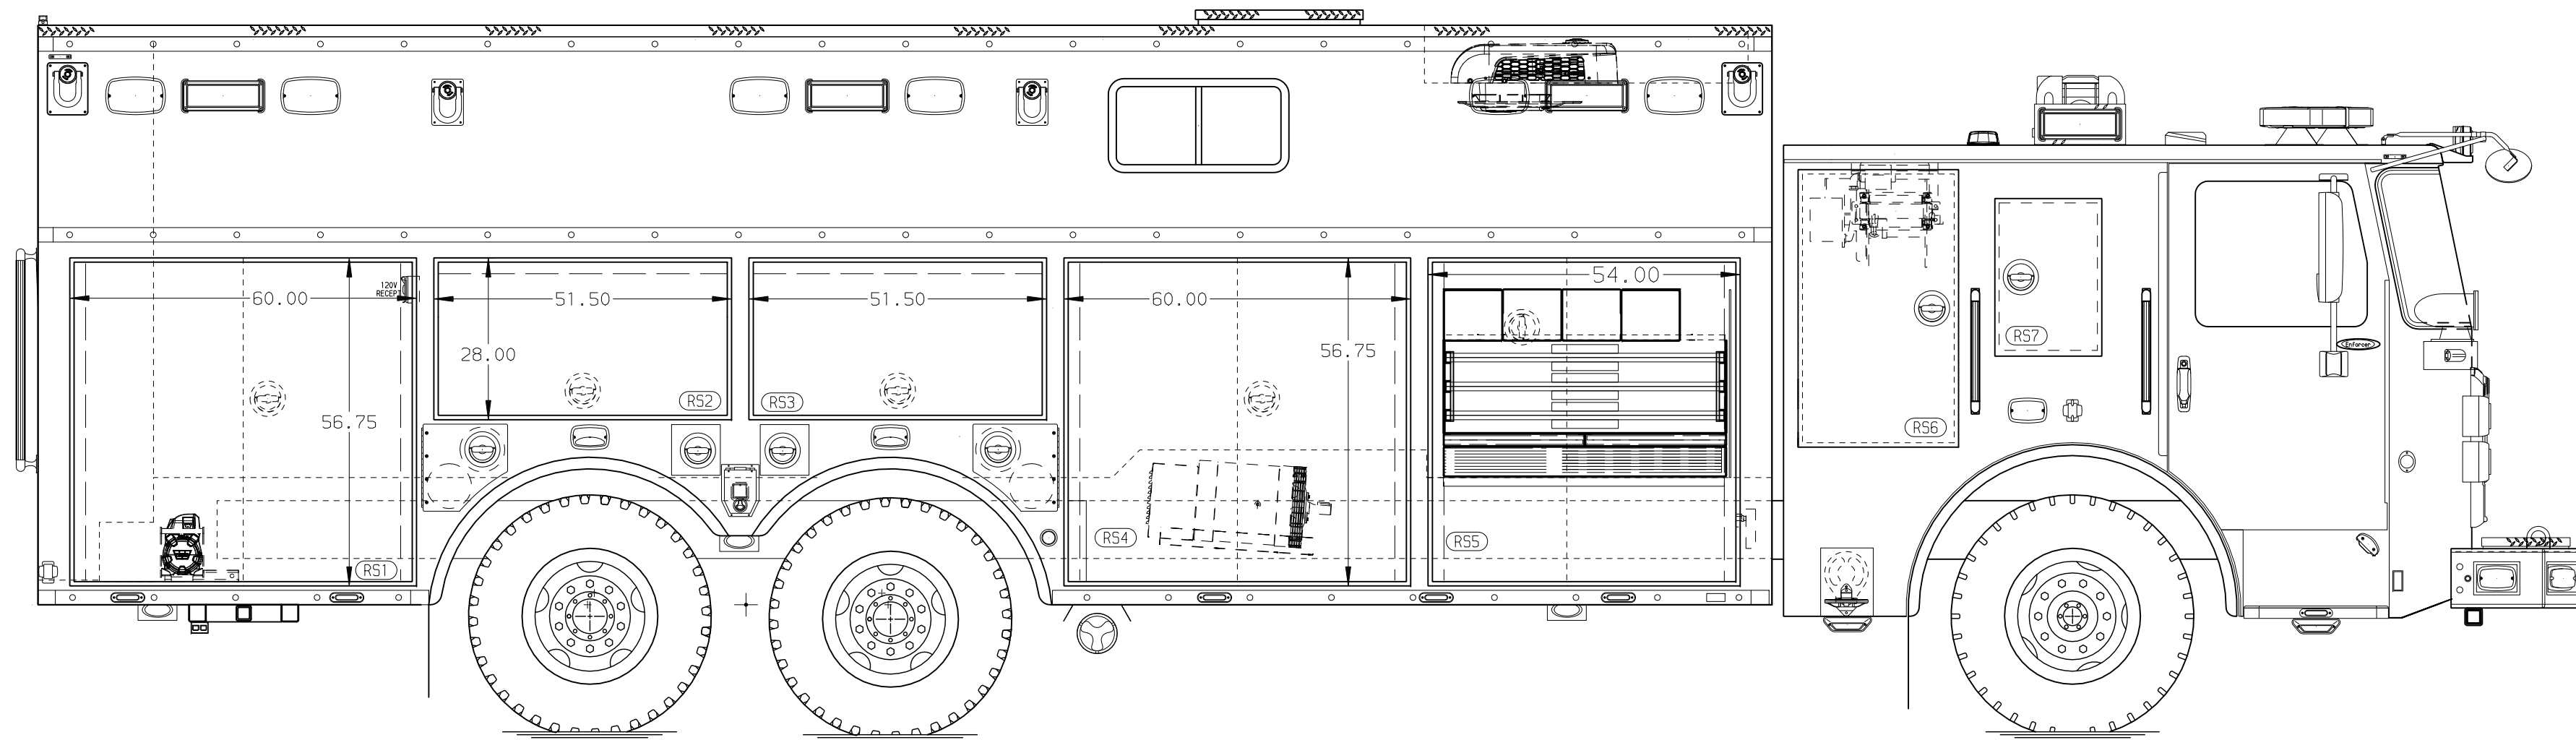 120V
RECEPT
60.00
51.50
51.50
60.00
54.00
28.00
56.75
56.75
RS1
RS2
RS3
RS4
RS5
RS6
RS7
Enforcer